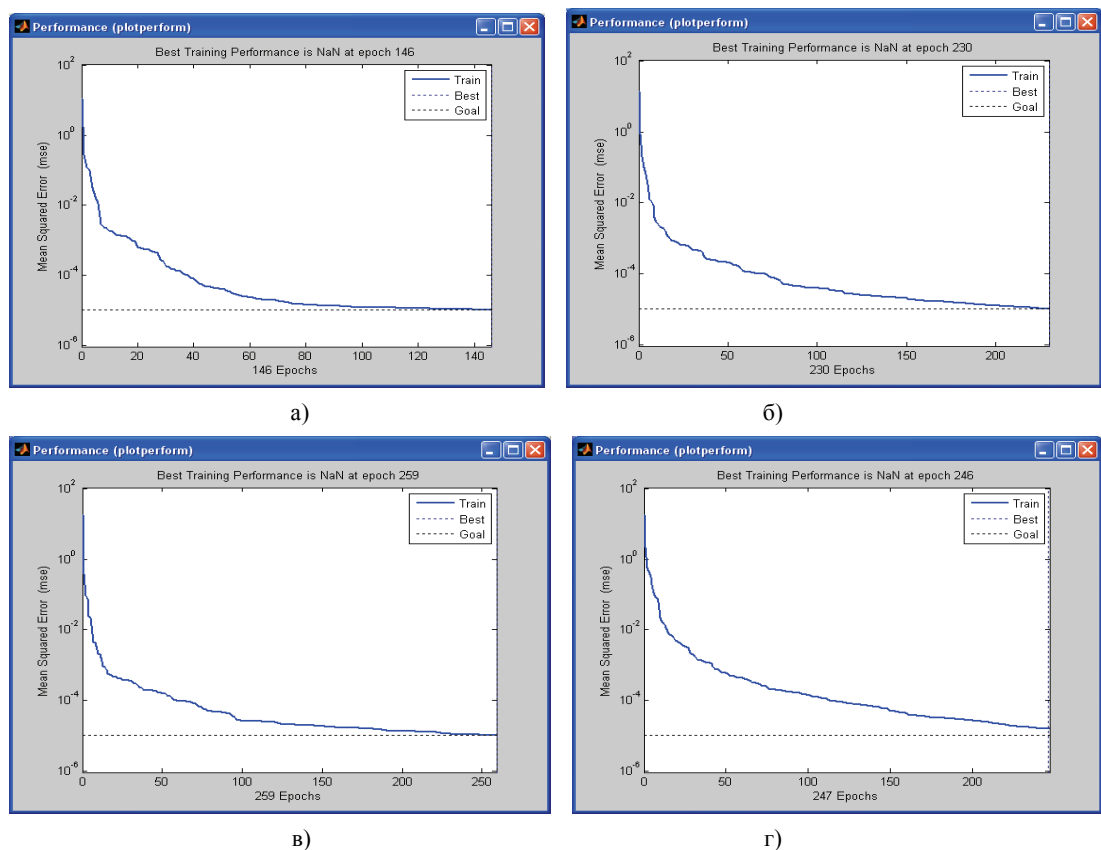 Performance (plotperform)
Best Training Performance is NaN at epoch 146
Mean Squared Error (mse)
10^2
10^0
10^-2
10^-4
10^-6
Train
Best
Goal
0 20 40 60 80 100 120 140
146 Epochs
а)
Performance (plotperform)
Best Training Performance is NaN at epoch 230
Mean Squared Error (mse)
10^2
10^0
10^-2
10^-4
10^-6
Train
Best
Goal
0 50 100 150 200
230 Epochs
б)
Performance (plotperform)
Best Training Performance is NaN at epoch 259
Mean Squared Error (mse)
10^2
10^0
10^-2
10^-4
10^-6
Train
Best
Goal
0 50 100 150 200 250
259 Epochs
в)
Performance (plotperform)
Best Training Performance is NaN at epoch 246
Mean Squared Error (mse)
10^2
10^0
10^-2
10^-4
10^-6
Train
Best
Goal
0 50 100 150 200
247 Epochs
г)